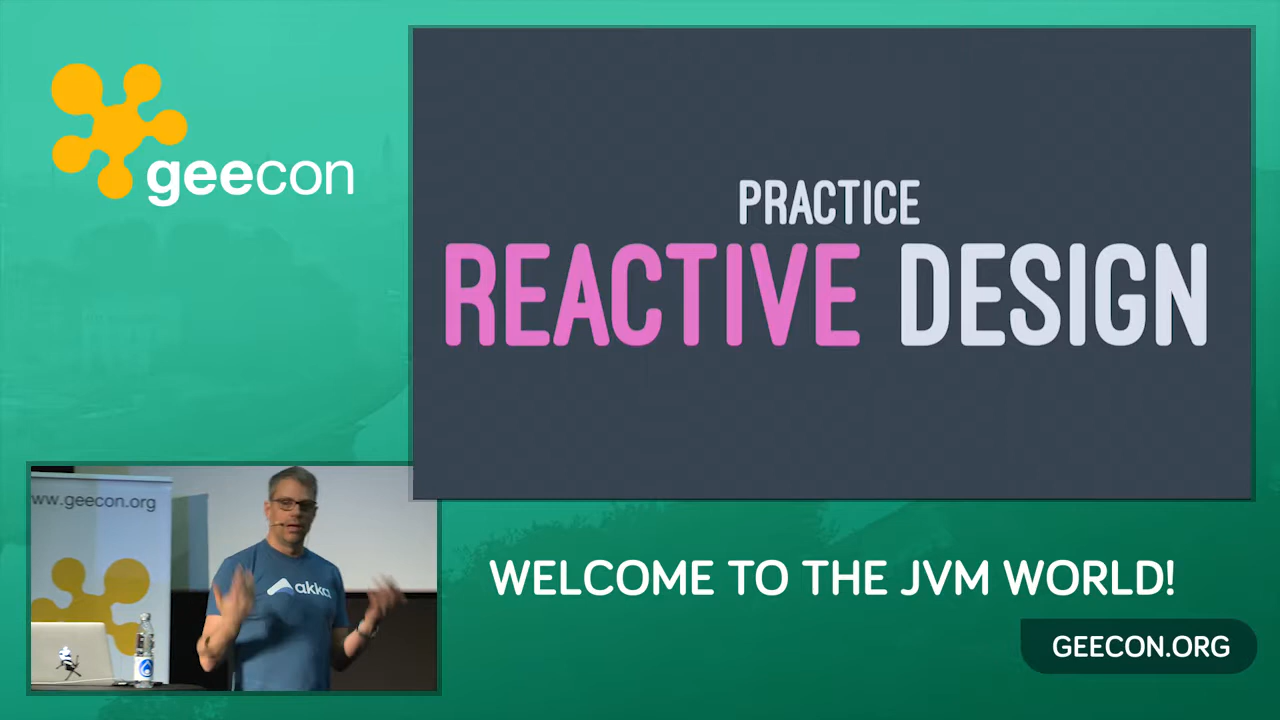 geecon
PRACTICE
REACTIVE DESIGN
www.geecon.org
akka
WELCOME TO THE JVM WORLD!
GEECON.ORG